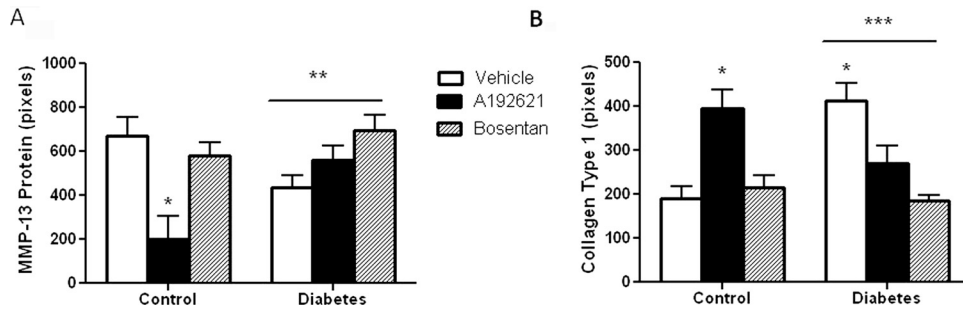 A
MMP-13 Protein (pixels)
1000
800
600
400
200
0
*
**
Control
Diabetes
Vehicle
A192621
Bosentan
B
Collagen Type 1 (pixels)
500
400
300
200
100
0
*
*
***
Control
Diabetes